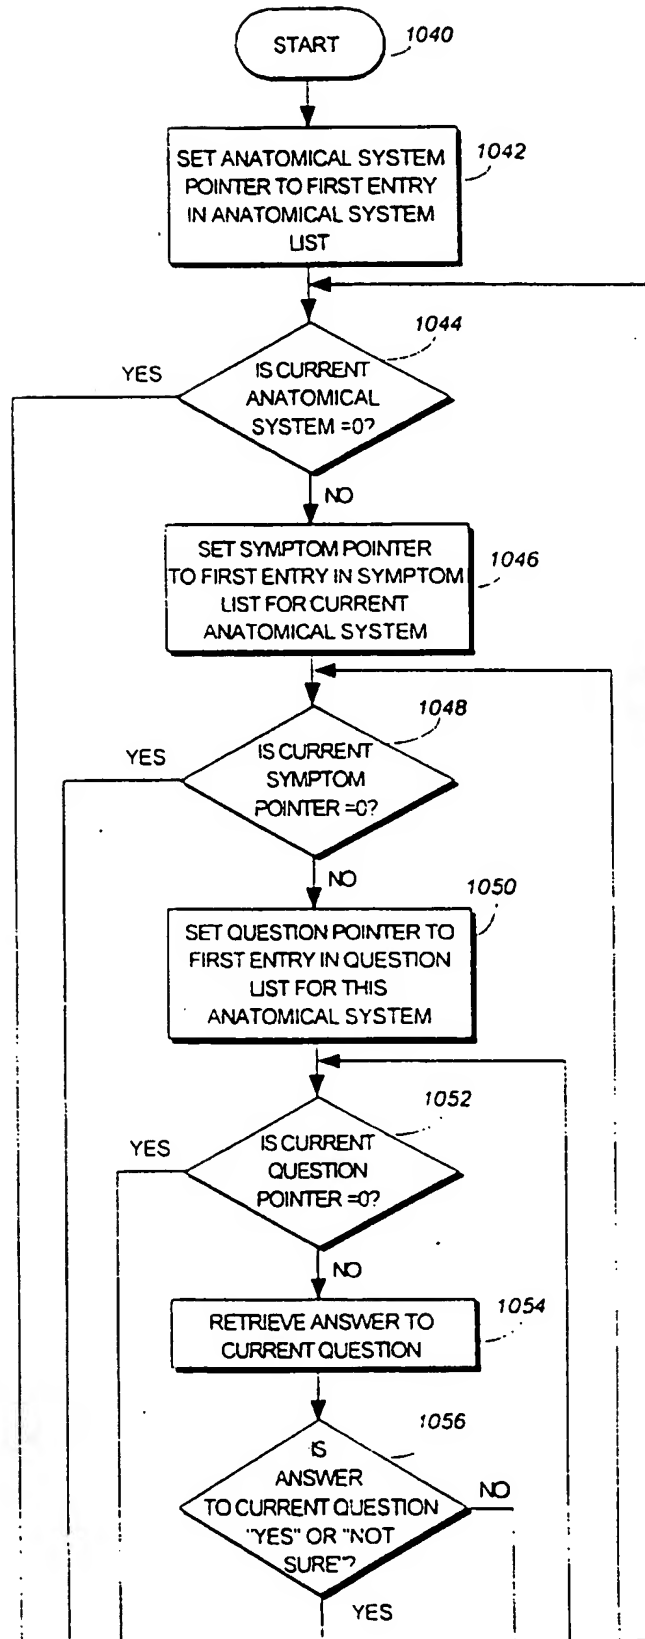 START
1040
SET ANATOMICAL SYSTEM
POINTER TO FIRST ENTRY
IN ANATOMICAL SYSTEM
LIST
1042
1044
YES
IS CURRENT
ANATOMICAL
SYSTEM =0?
NO
SET SYMPTOM POINTER
TO FIRST ENTRY IN SYMPTOM
LIST FOR CURRENT
ANATOMICAL SYSTEM
1046
1048
YES
IS CURRENT
SYMPTOM
POINTER =0?
NO
1050
SET QUESTION POINTER TO
FIRST ENTRY IN QUESTION
LIST FOR THIS
ANATOMICAL SYSTEM
1052
YES
IS CURRENT
QUESTION
POINTER =0?
NO
RETRIEVE ANSWER TO
CURRENT QUESTION
1054
1056
IS
ANSWER
TO CURRENT QUESTION
"YES" OR "NOT
SURE"?
NO
YES